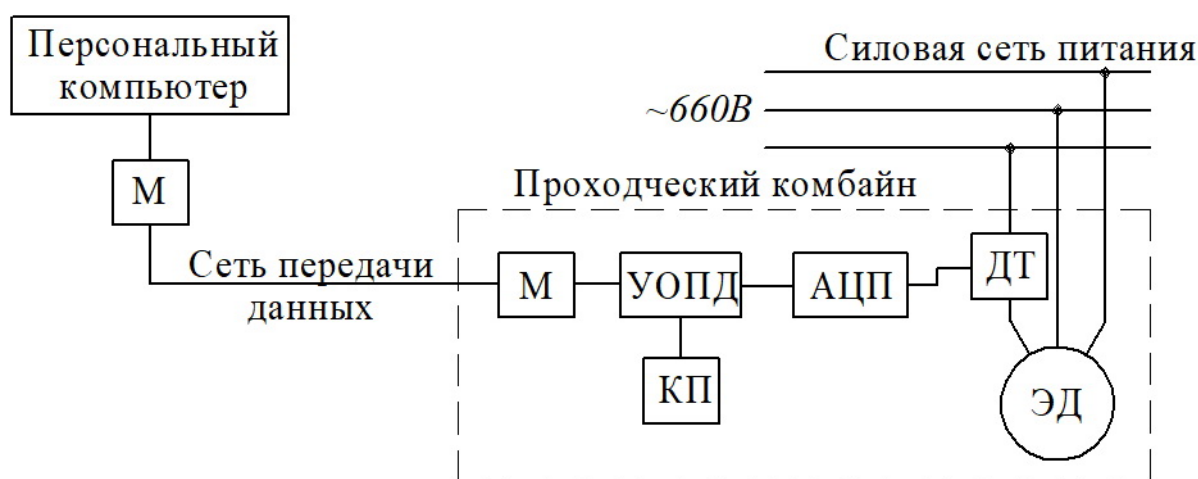 Персональный
компьютер
Силовая сеть питания
~660В
М
Проходческий комбайн
Сеть передачи
данных
М
УОПД
АЦП
ДТ
КП
ЭД